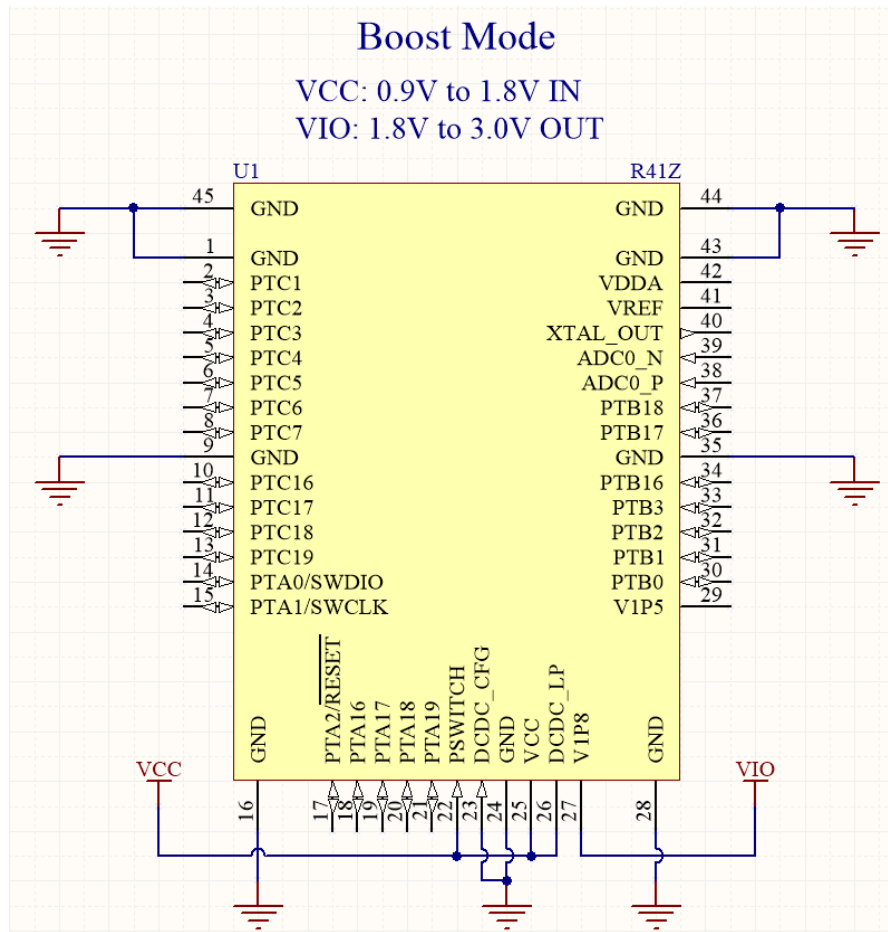 Boost Mode
VCC: 0.9V to 1.8V IN
VIO: 1.8V to 3.0V OUT
U1 R41Z
45 GND GND 44
1 GND GND 43
2 PTC1 VDDA 42
3 PTC2 VREF 41
4 PTC3 XTAL_OUT 40
5 PTC4 ADC0_N 39
6 PTC5 ADC0_P 38
7 PTC6 PTB18 37
8 PTC7 PTB17 36
9 GND GND 35
10 PTC16 PTB16 34
11 PTC17 PTB3 33
12 PTC18 PTB2 32
13 PTC19 PTB1 31
14 PTA0/SWDIO PTB0 30
15 PTA1/SWCLK V1P5 29
GND
PTA2/RESET
PTA16
PTA17
PTA18
PTA19
PSWITCH
DCDC_CFG
GND
VCC
DCDC_LP
V1P8
GND
VCC VIO
16 17 18 19 20 21 22 23 24 25 26 27 28